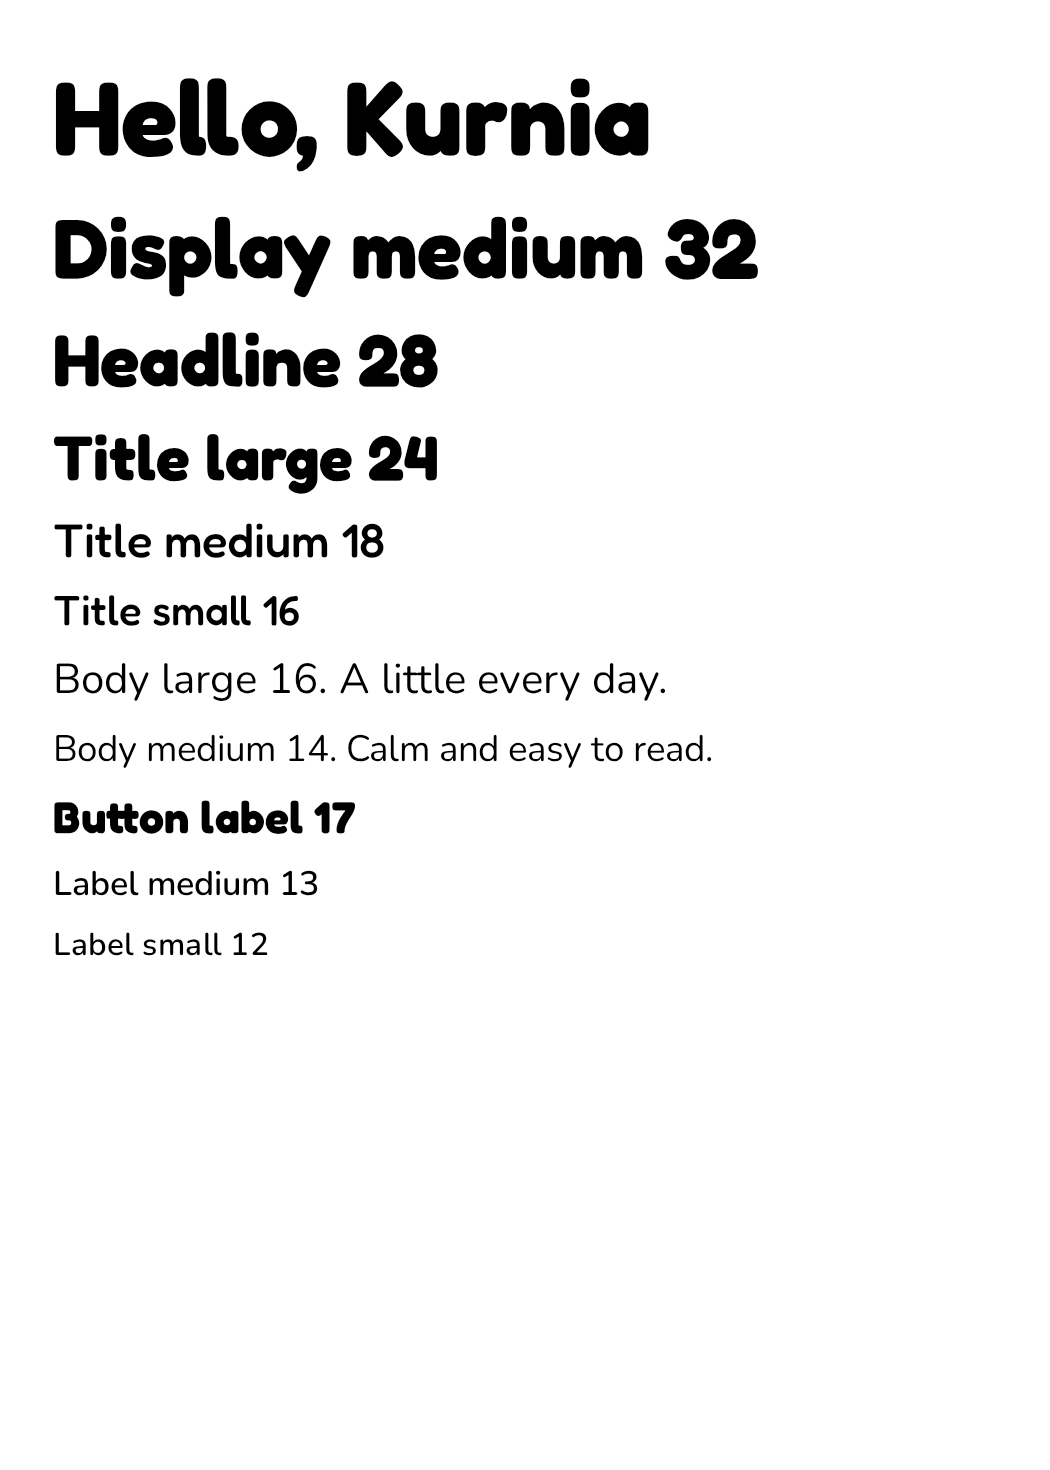 Hello, Kurnia
Display medium 32
Headline 28
Title large 24
Title medium 18
Title small 16
Body large 16. A little every day.
Body medium 14. Calm and easy to read.
Button label 17
Label medium 13
Label small 12